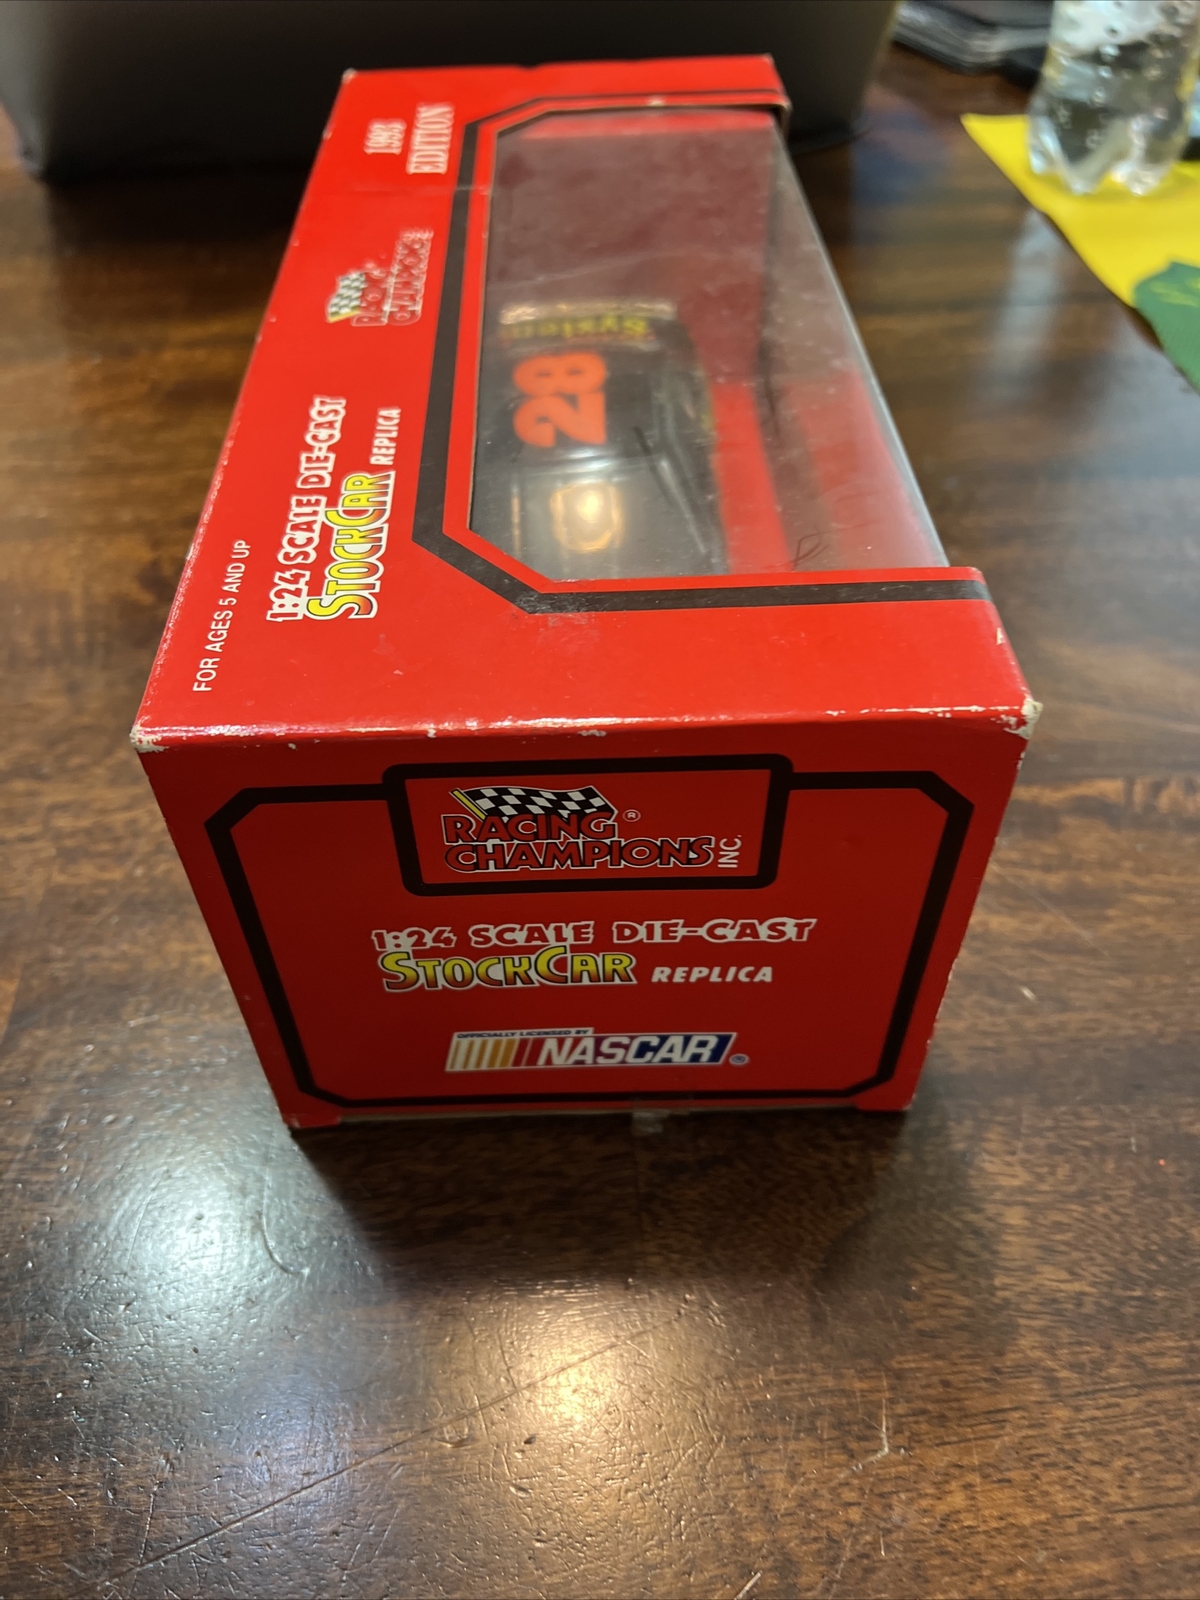 1993
EDITION
RACING
CHAMPIONS
1:24 SCALE DIE-CAST
STOCKCAR REPLICA
FOR AGES 5 AND UP
System
28
RACING ®
CHAMPIONS INC.
1:24 SCALE DIE-CAST
STOCKCAR REPLICA
OFFICIALLY LICENSED BY
NASCAR ®